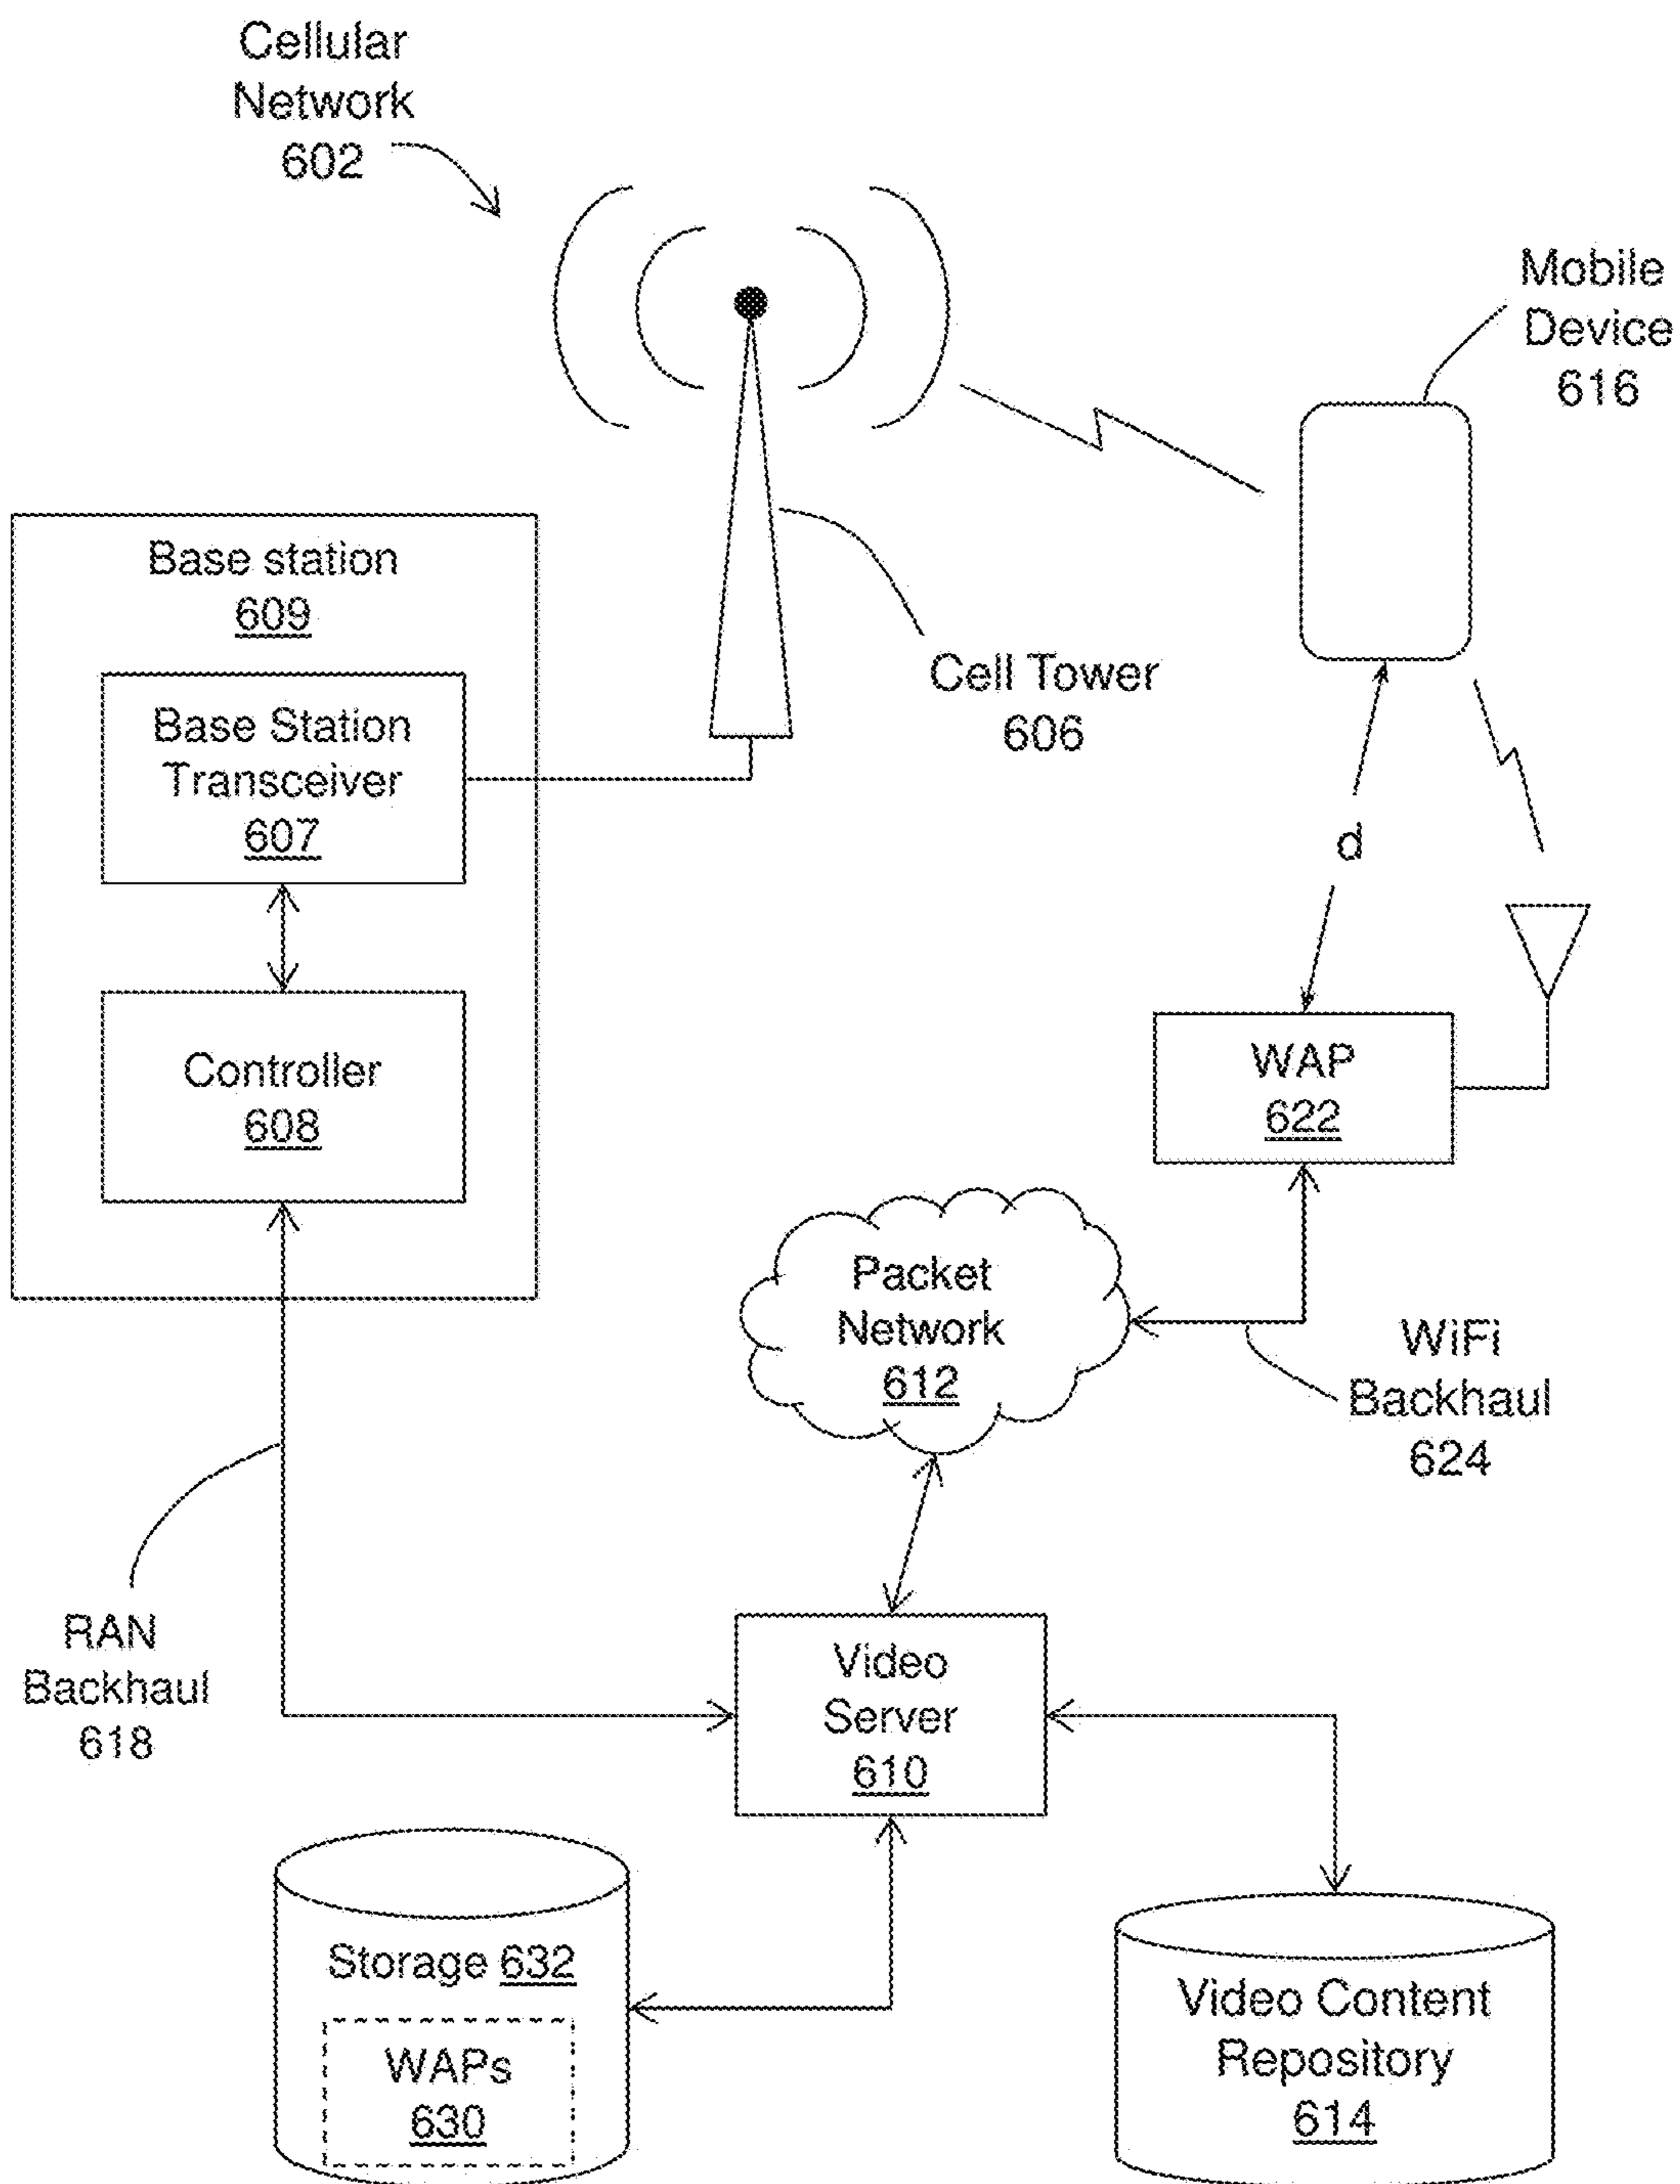 Cellular
Network
602
Mobile
Device
616
Base station
609
Cell Tower
606
Base Station
Transceiver
607
d
Controller
608
WAP
622
Packet
Network
612
WiFi
Backhaul
624
RAN
Backhaul
618
Video
Server
610
Storage 632
WAPs
630
Video Content
Repository
614